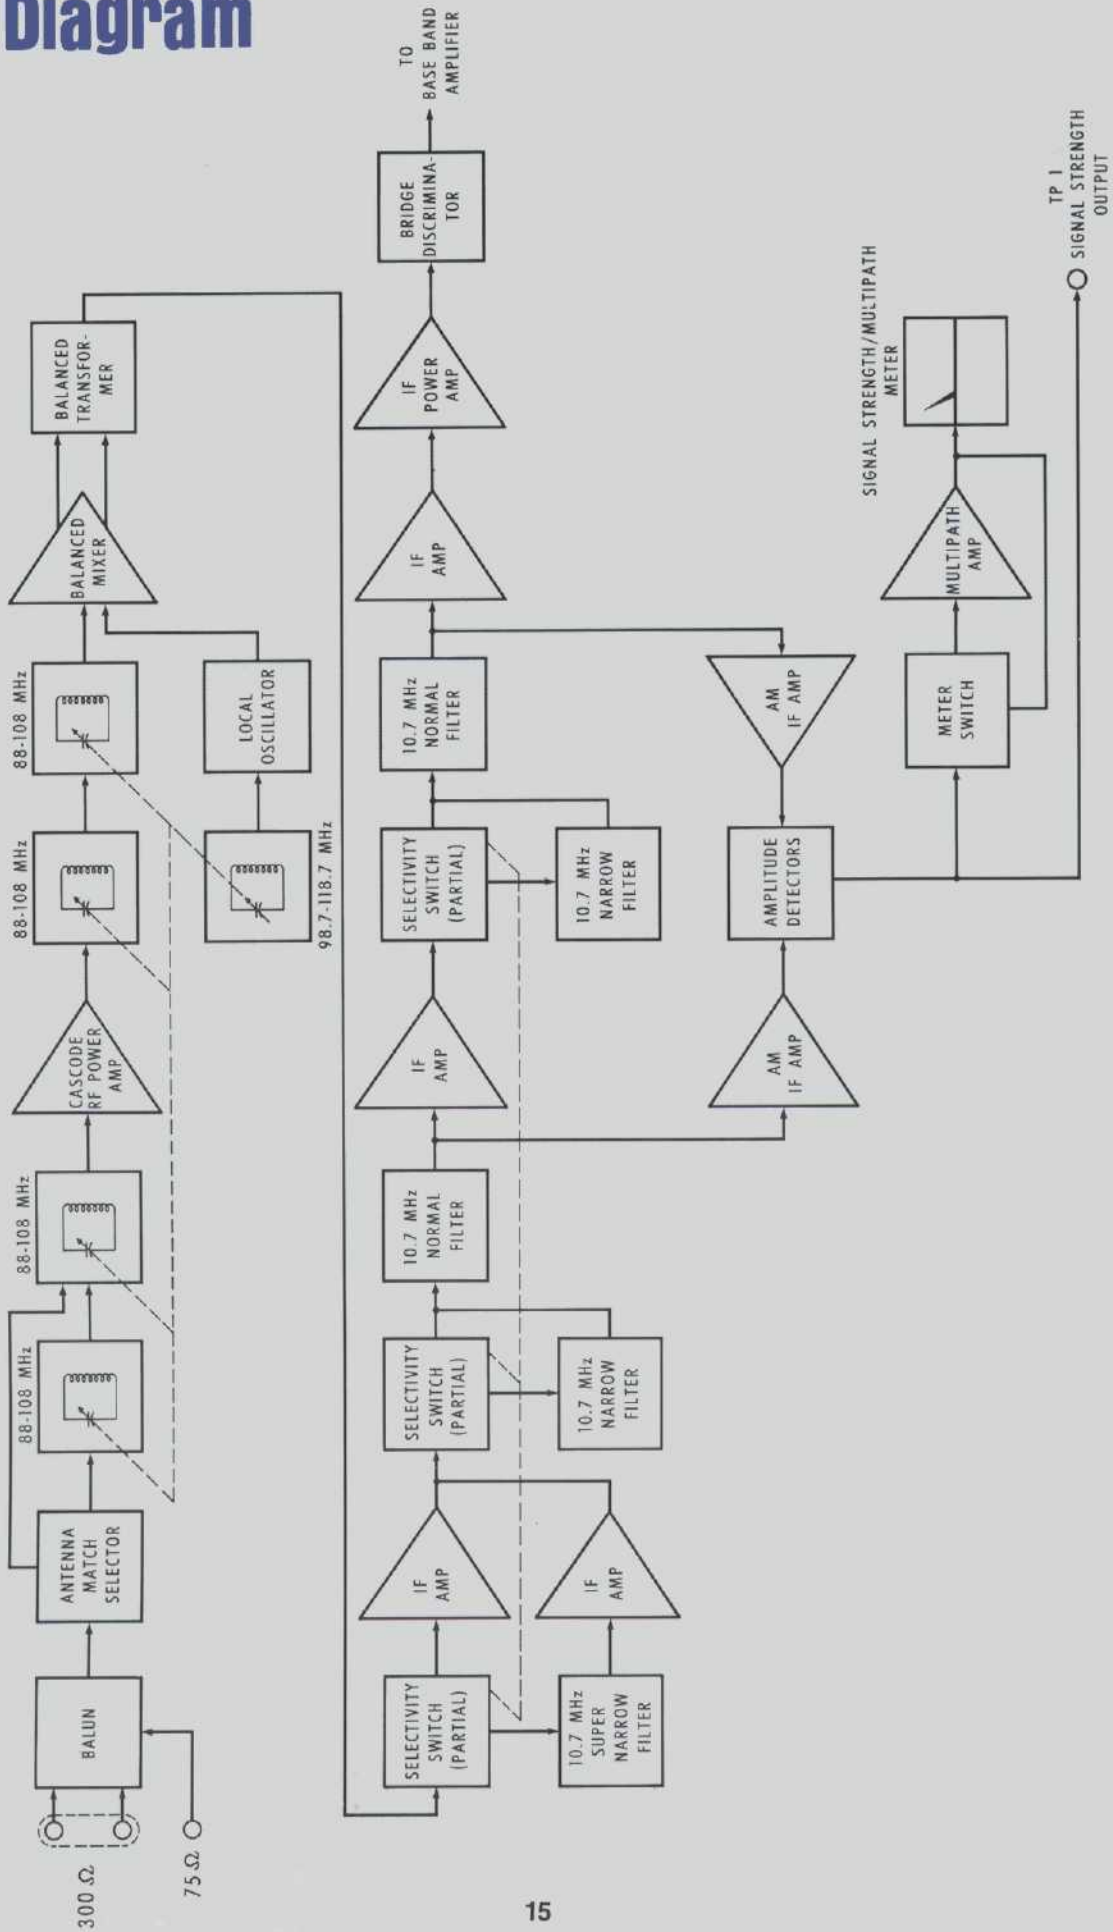 Diagram
300 Ω
75 Ω
BALUN
ANTENNA
MATCH
SELECTOR
88-108 MHz
88-108 MHz
CASCODE
RF POWER
AMP
88-108 MHz
88-108 MHz
98.7-118.7 MHz
LOCAL
OSCILLATOR
BALANCED
MIXER
BALANCED
TRANSFOR-
MER
SELECTIVITY
SWITCH
(PARTIAL)
10.7 MHz
SUPER
NARROW
FILTER
IF
AMP
IF
AMP
SELECTIVITY
SWITCH
(PARTIAL)
10.7 MHz
NARROW
FILTER
10.7 MHz
NORMAL
FILTER
IF
AMP
SELECTIVITY
SWITCH
(PARTIAL)
10.7 MHz
NARROW
FILTER
10.7 MHz
NORMAL
FILTER
IF
AMP
IF
POWER
AMP
BRIDGE
DISCRIMINA-
TOR
TO
BASE BAND
AMPLIFIER
AM
IF AMP
AMPLITUDE
DETECTORS
AM
IF AMP
METER
SWITCH
MULTIPATH
AMP
SIGNAL STRENGTH/MULTIPATH
METER
TP 1
SIGNAL STRENGTH
OUTPUT
15